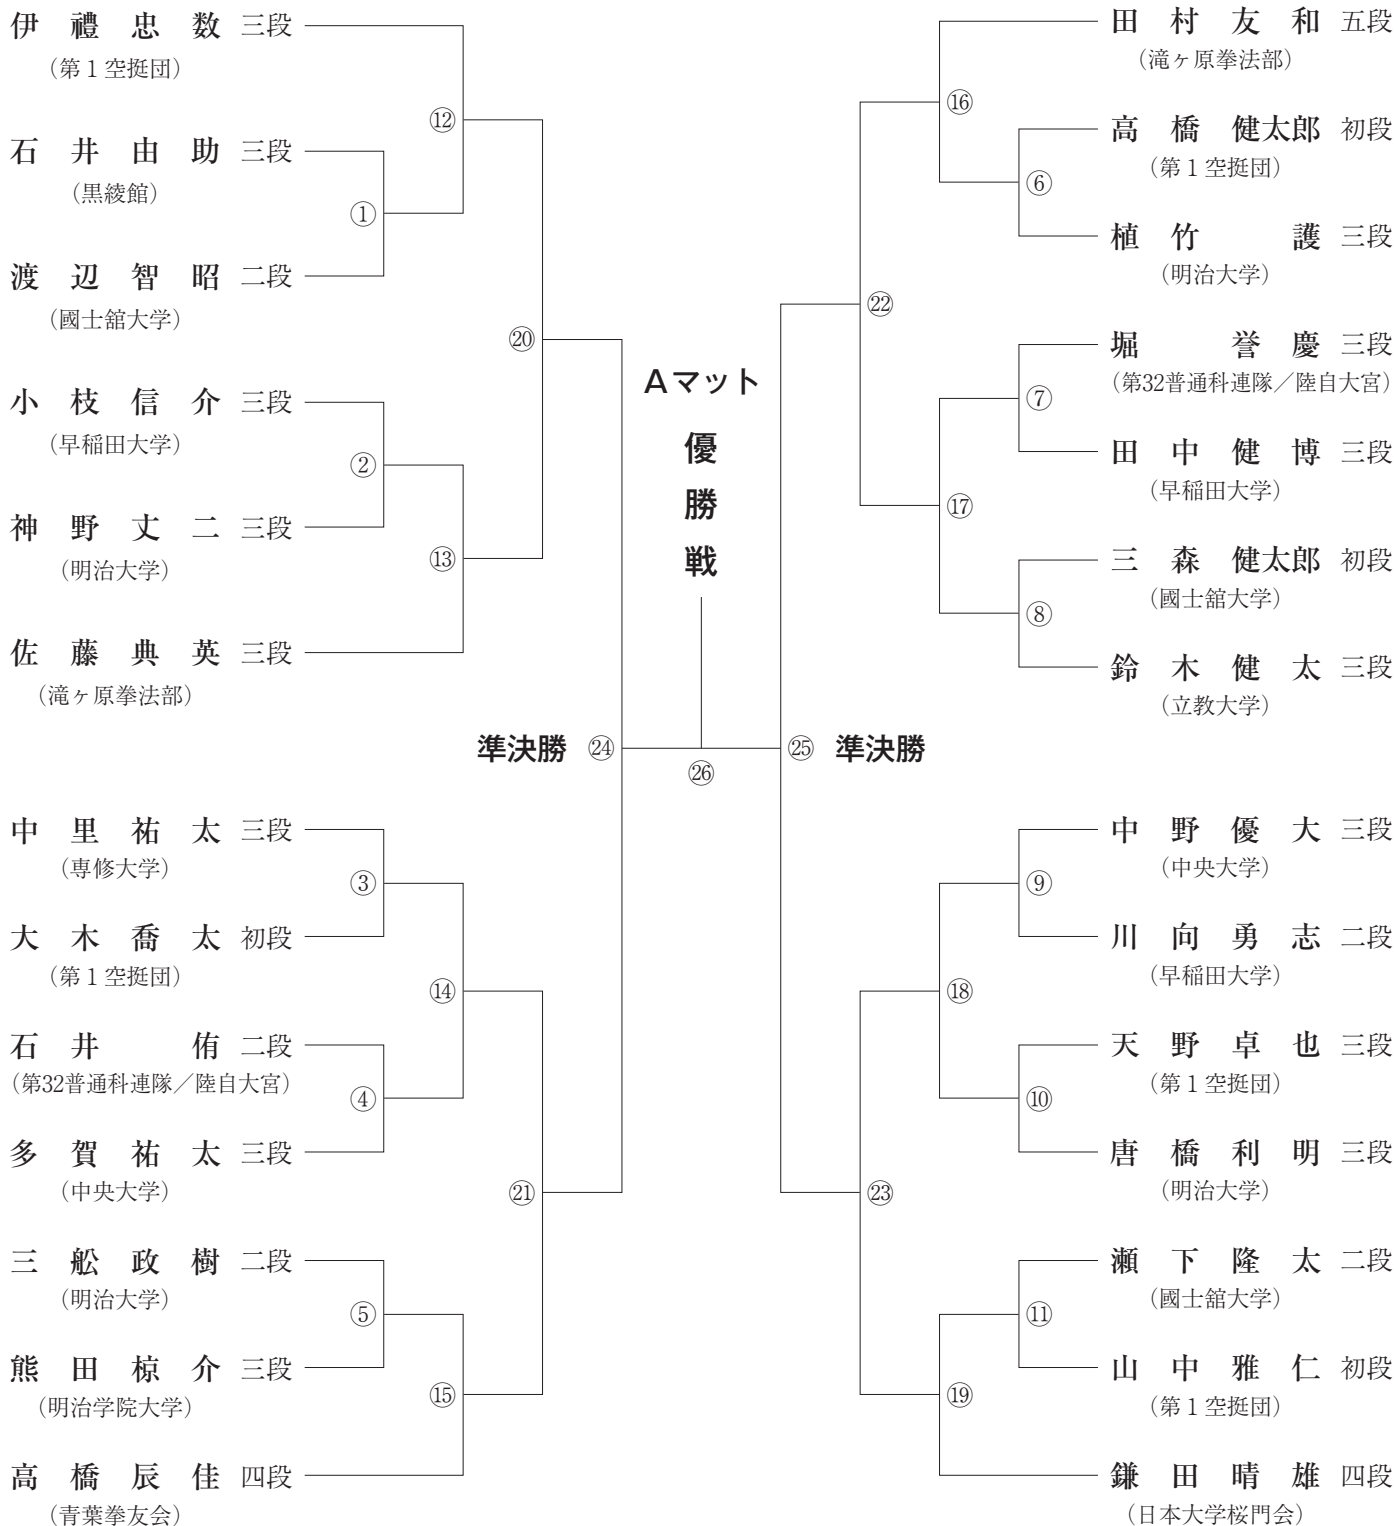 伊禮忠数 三段
（第１空挺団）
⑫
石井由助 三段
（黒綾館）
①
渡辺智昭 二段
（國士舘大学）
⑳
小枝信介 三段
（早稲田大学）
②
神野丈二 三段
（明治大学）
⑬
佐藤典英 三段
（滝ヶ原拳法部）
準決勝 ㉔
中里祐太 三段
（専修大学）
③
大木喬太 初段
（第１空挺団）
⑭
石井侑 二段
（第32普通科連隊／陸自大宮）
④
多賀祐太 三段
（中央大学）
㉑
三舩政樹 二段
（明治大学）
⑤
熊田椋介 三段
（明治学院大学）
⑮
高橋辰佳 四段
（青葉拳友会）
Aマット
優勝戦
㉖
田村友和 五段
（滝ヶ原拳法部）
⑯
高橋健太郎 初段
（第１空挺団）
⑥
植竹護 三段
（明治大学）
㉒
堀誉慶 三段
（第32普通科連隊／陸自大宮）
⑦
田中健博 三段
（早稲田大学）
⑰
三森健太郎 初段
（國士舘大学）
⑧
鈴木健太 三段
（立教大学）
㉕ 準決勝
中野優大 三段
（中央大学）
⑨
川向勇志 二段
（早稲田大学）
⑱
天野卓也 三段
（第１空挺団）
⑩
唐橋利明 三段
（明治大学）
㉓
瀬下隆太 二段
（國士舘大学）
⑪
山中雅仁 初段
（第１空挺団）
⑲
鎌田晴雄 四段
（日本大学桜門会）